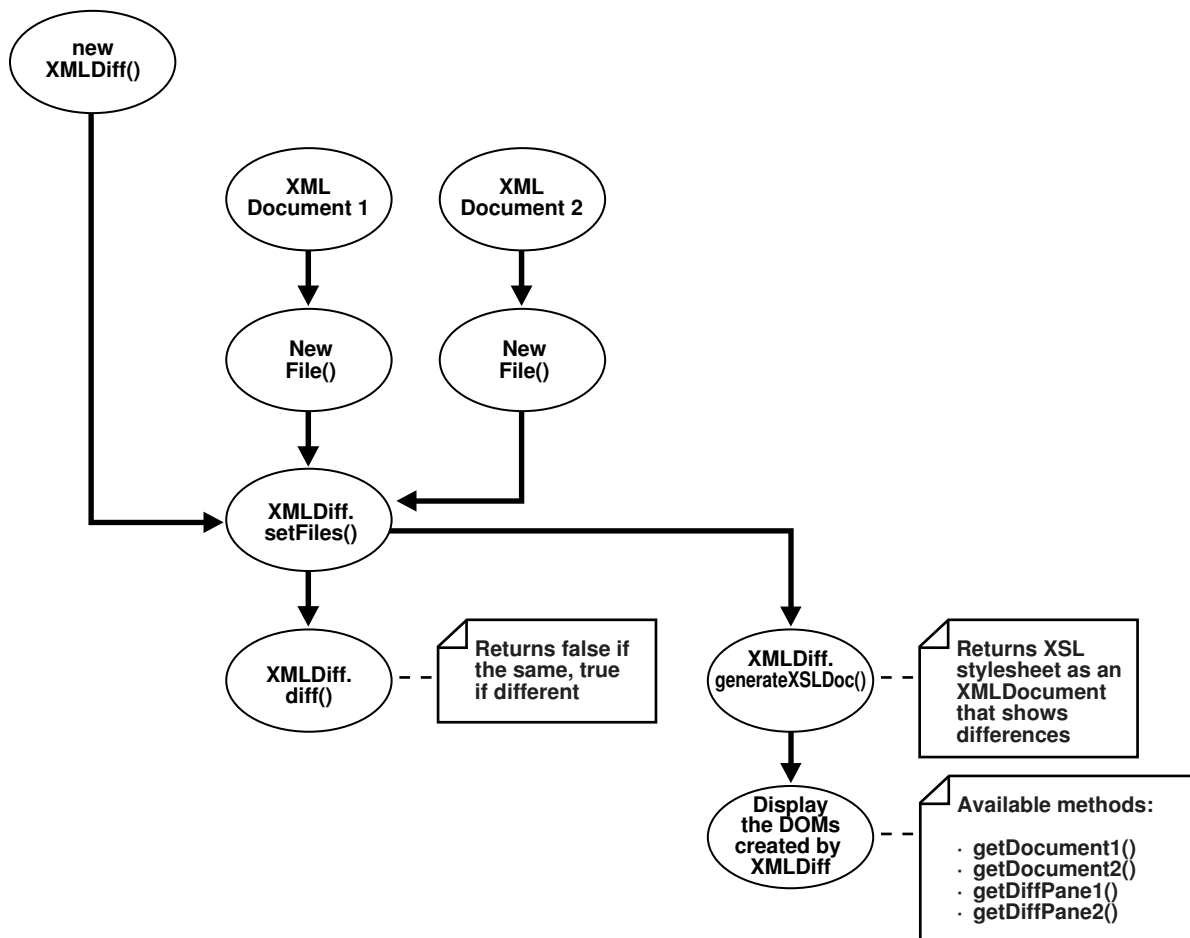 new
XMLDiff()
XML
Document 1
XML
Document 2
New
File()
New
File()
XMLDiff.
setFiles()
XMLDiff.
diff()
Returns false if
the same, true
if different
XMLDiff.
generateXSLDoc()
Returns XSL
stylesheet as an
XMLDocument
that shows
differences
Display
the DOMs
created by
XMLDiff
Available methods:
· getDocument1()
· getDocument2()
· getDiffPane1()
· getDiffPane2()